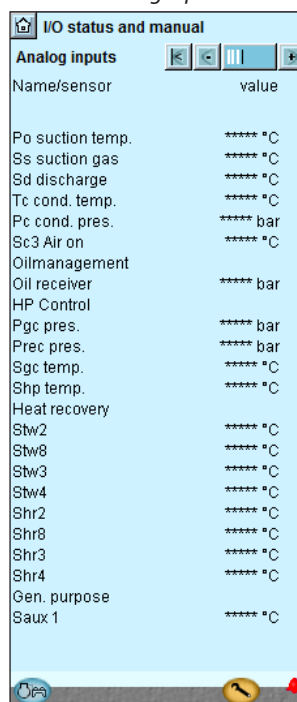 I/O status and manual
Analog inputs
Name/sensor value
Po suction temp. ***** °C
Ss suction gas ***** °C
Sd discharge ***** °C
Tc cond. temp. ***** °C
Pc cond. pres. ***** bar
Sc3 Air on ***** °C
Oilmanagement
Oil receiver ***** bar
HP Control
Pgc pres. ***** bar
Prec pres. ***** bar
Sgc temp. ***** °C
Shp temp. ***** °C
Heat recovery
Stw2 ***** °C
Stw8 ***** °C
Stw3 ***** °C
Stw4 ***** °C
Shr2 ***** °C
Shr8 ***** °C
Shr3 ***** °C
Shr4 ***** °C
Gen. purpose
Saux 1 ***** °C